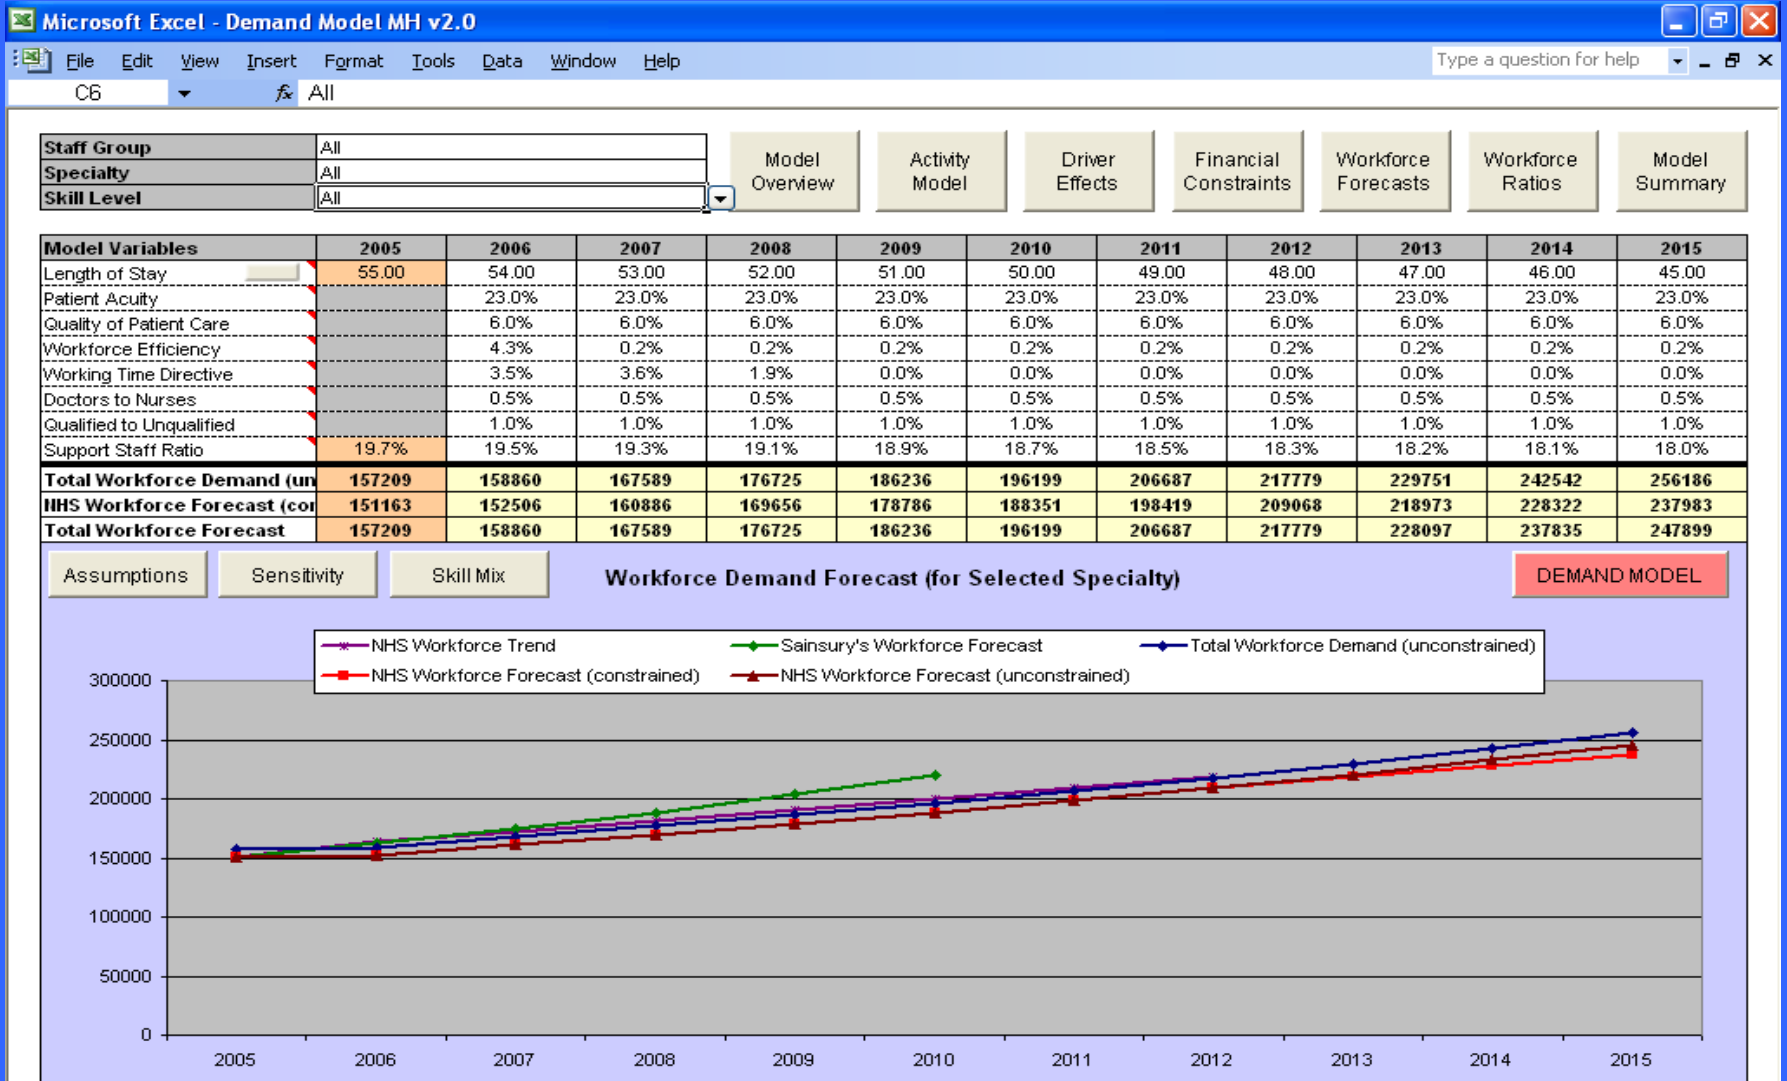 Microsoft Excel - Demand Model MH v2.0
File Edit View Insert Format Tools Data Window Help Type a question for help
C6 fx All
Staff Group All
Specialty All
Skill Level All
Model Overview Activity Model Driver Effects Financial Constraints Workforce Forecasts Workforce Ratios Model Summary
Model Variables 2005 2006 2007 2008 2009 2010 2011 2012 2013 2014 2015
Length of Stay 55.00 54.00 53.00 52.00 51.00 50.00 49.00 48.00 47.00 46.00 45.00
Patient Acuity 23.0% 23.0% 23.0% 23.0% 23.0% 23.0% 23.0% 23.0% 23.0% 23.0%
Quality of Patient Care 6.0% 6.0% 6.0% 6.0% 6.0% 6.0% 6.0% 6.0% 6.0% 6.0%
Workforce Efficiency 4.3% 0.2% 0.2% 0.2% 0.2% 0.2% 0.2% 0.2% 0.2% 0.2%
Working Time Directive 3.5% 3.6% 1.9% 0.0% 0.0% 0.0% 0.0% 0.0% 0.0% 0.0%
Doctors to Nurses 0.5% 0.5% 0.5% 0.5% 0.5% 0.5% 0.5% 0.5% 0.5% 0.5%
Qualified to Unqualified 1.0% 1.0% 1.0% 1.0% 1.0% 1.0% 1.0% 1.0% 1.0% 1.0%
Support Staff Ratio 19.7% 19.5% 19.3% 19.1% 18.9% 18.7% 18.5% 18.3% 18.2% 18.1% 18.0%
Total Workforce Demand (un 157209 158860 167589 176725 186236 196199 206687 217779 229751 242542 256186
NHS Workforce Forecast (cor 151163 152506 160886 169656 178786 188351 198419 209068 218973 228322 237983
Total Workforce Forecast 157209 158860 167589 176725 186236 196199 206687 217779 228097 237835 247899
Assumptions Sensitivity Skill Mix Workforce Demand Forecast (for Selected Specialty) DEMAND MODEL
NHS Workforce Trend Sainsury's Workforce Forecast Total Workforce Demand (unconstrained)
NHS Workforce Forecast (constrained) NHS Workforce Forecast (unconstrained)
300000
250000
200000
150000
100000
50000
0
2005 2006 2007 2008 2009 2010 2011 2012 2013 2014 2015